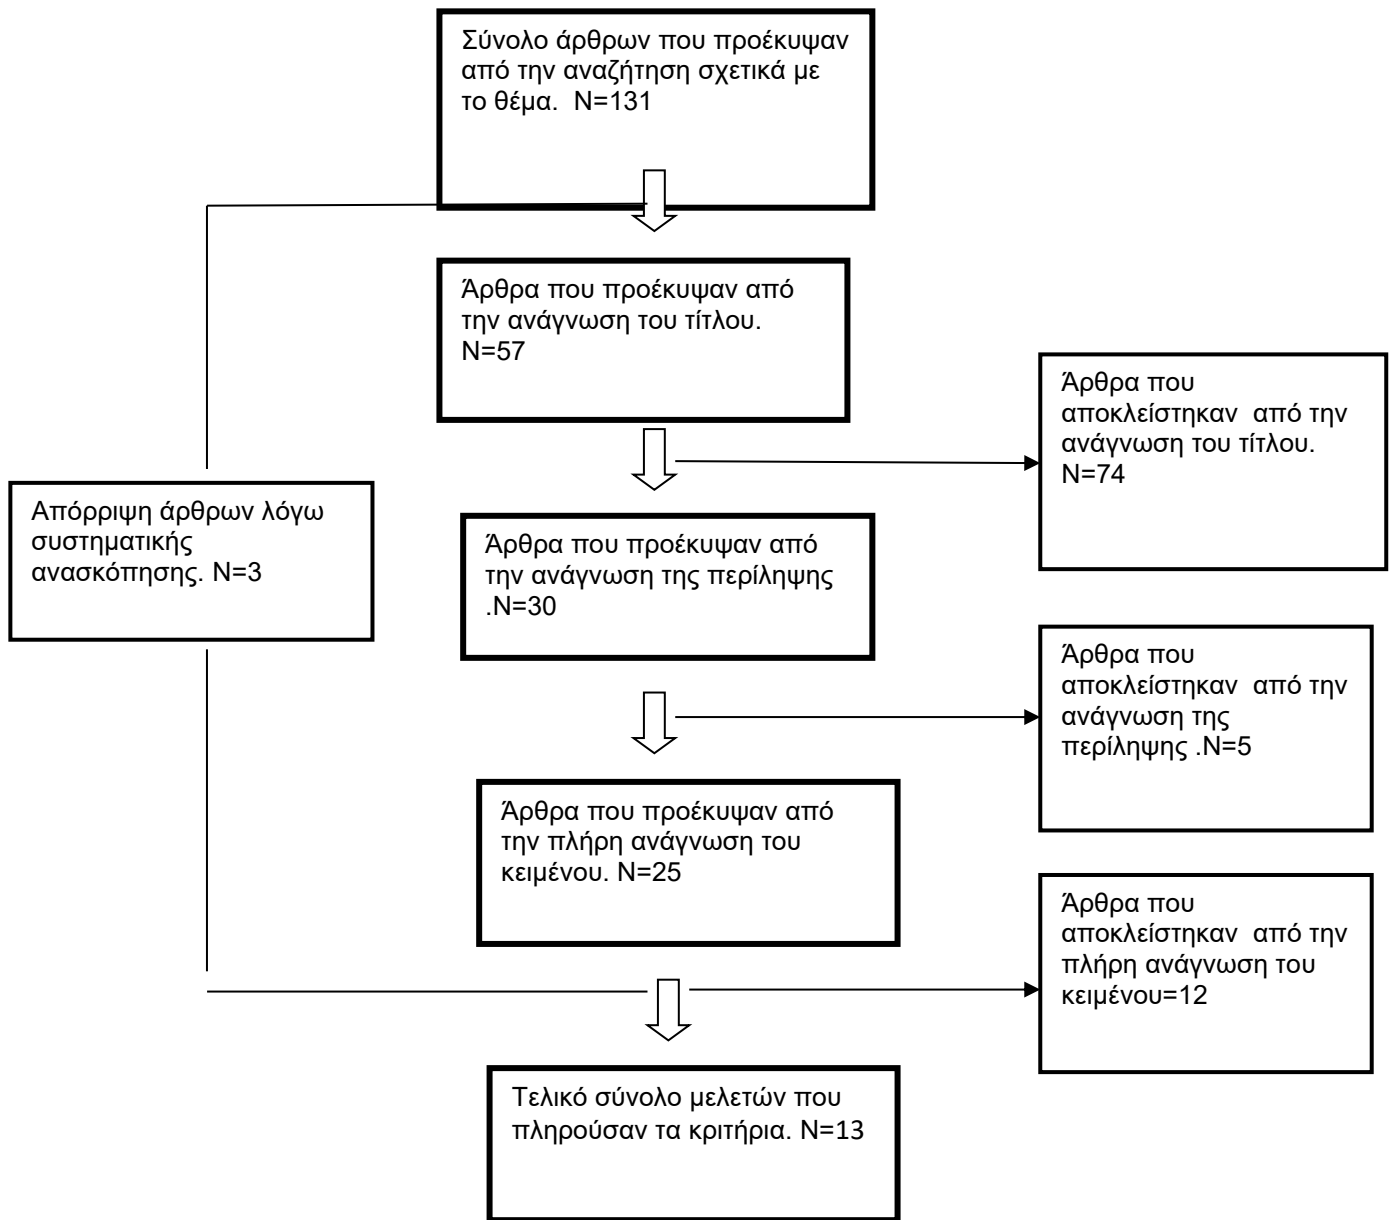 Σύνολο άρθρων που προέκυψαν
από την αναζήτηση σχετικά με
το θέμα.  Ν=131
Άρθρα που προέκυψαν από
την ανάγνωση του τίτλου.
Ν=57
Άρθρα που
αποκλείστηκαν  από την
ανάγνωση του τίτλου.
Ν=74
Απόρριψη άρθρων λόγω
συστηματικής
ανασκόπησης. Ν=3
Άρθρα που προέκυψαν από
την ανάγνωση της περίληψης
.Ν=30
Άρθρα που
αποκλείστηκαν  από την
ανάγνωση της
περίληψης .Ν=5
Άρθρα που προέκυψαν από
την πλήρη ανάγνωση του
κειμένου. Ν=25
Άρθρα που
αποκλείστηκαν  από την
πλήρη ανάγνωση του
κειμένου=12
Τελικό σύνολο μελετών που
πληρούσαν τα κριτήρια. Ν=13